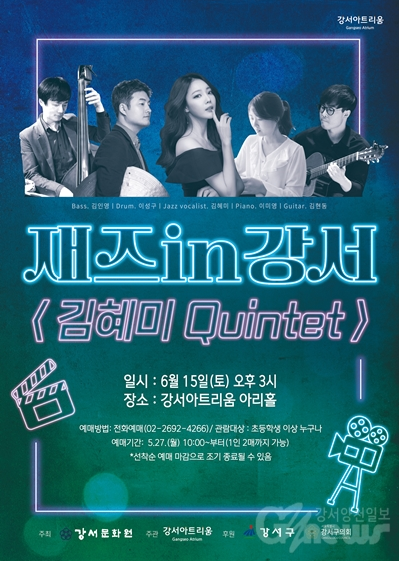 강서아트리움
Gangseo Atrium
Bass. 김인영 | Drum. 이성구 | Jazz vocalist. 김혜미 | Piano. 이미영 | Guitar. 김현동
재즈in강서
〈 김혜미 Quintet 〉
일시 : 6월 15일(토) 오후 3시
장소 : 강서아트리움 아리홀
예매방법: 전화예매(02-2692-4266) / 관람대상 : 초등학생 이상 누구나
예매기간: 5.27.(월) 10:00~부터(1인 2매까지 가능)
*선착순 예매 마감으로 조기 종료될 수 있음
강서양천일보
news
주최 강서문화원 주관 강서아트리움 후원 강서구 강서구의회
Gangseo Atrium